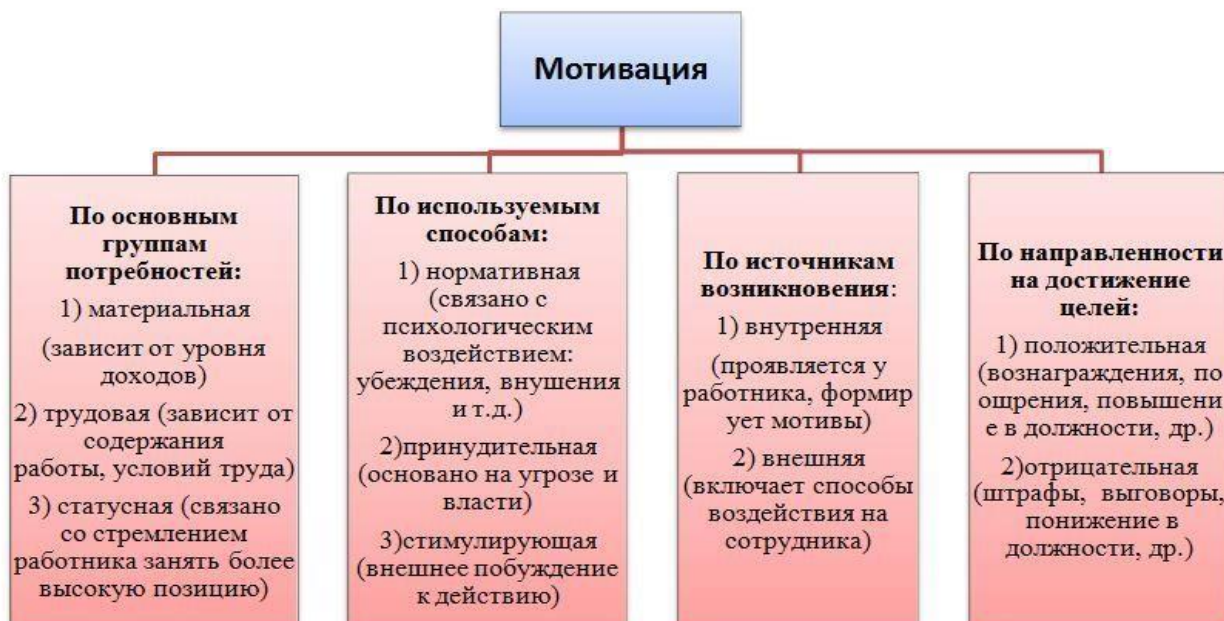 Мотивация
По основным
группам
потребностей:
1) материальная
(зависит от уровня
доходов)
2) трудовая (зависит от
содержания
работы, условий труда)
3) статусная (связано
со стремлением
работника занять более
высокую позицию)
По используемым
способам:
1) нормативная
(связано с
психологическим
воздействием:
убеждения, внушения
и т.д.)
2)принудительная
(основано на угрозе и
власти)
3)стимулирующая
(внешнее побуждение
к действию)
По источникам
возникновения:
1) внутренняя
(проявляется у
работника, формир
ует мотивы)
2) внешняя
(включает способы
воздействия на
сотрудника)
По направленности
на достижение
целей:
1) положительная
(вознаграждения, по
ощрения, повышени
е в должности, др.)
2)отрицательная
(штрафы, выговоры,
понижение в
должности, др.)